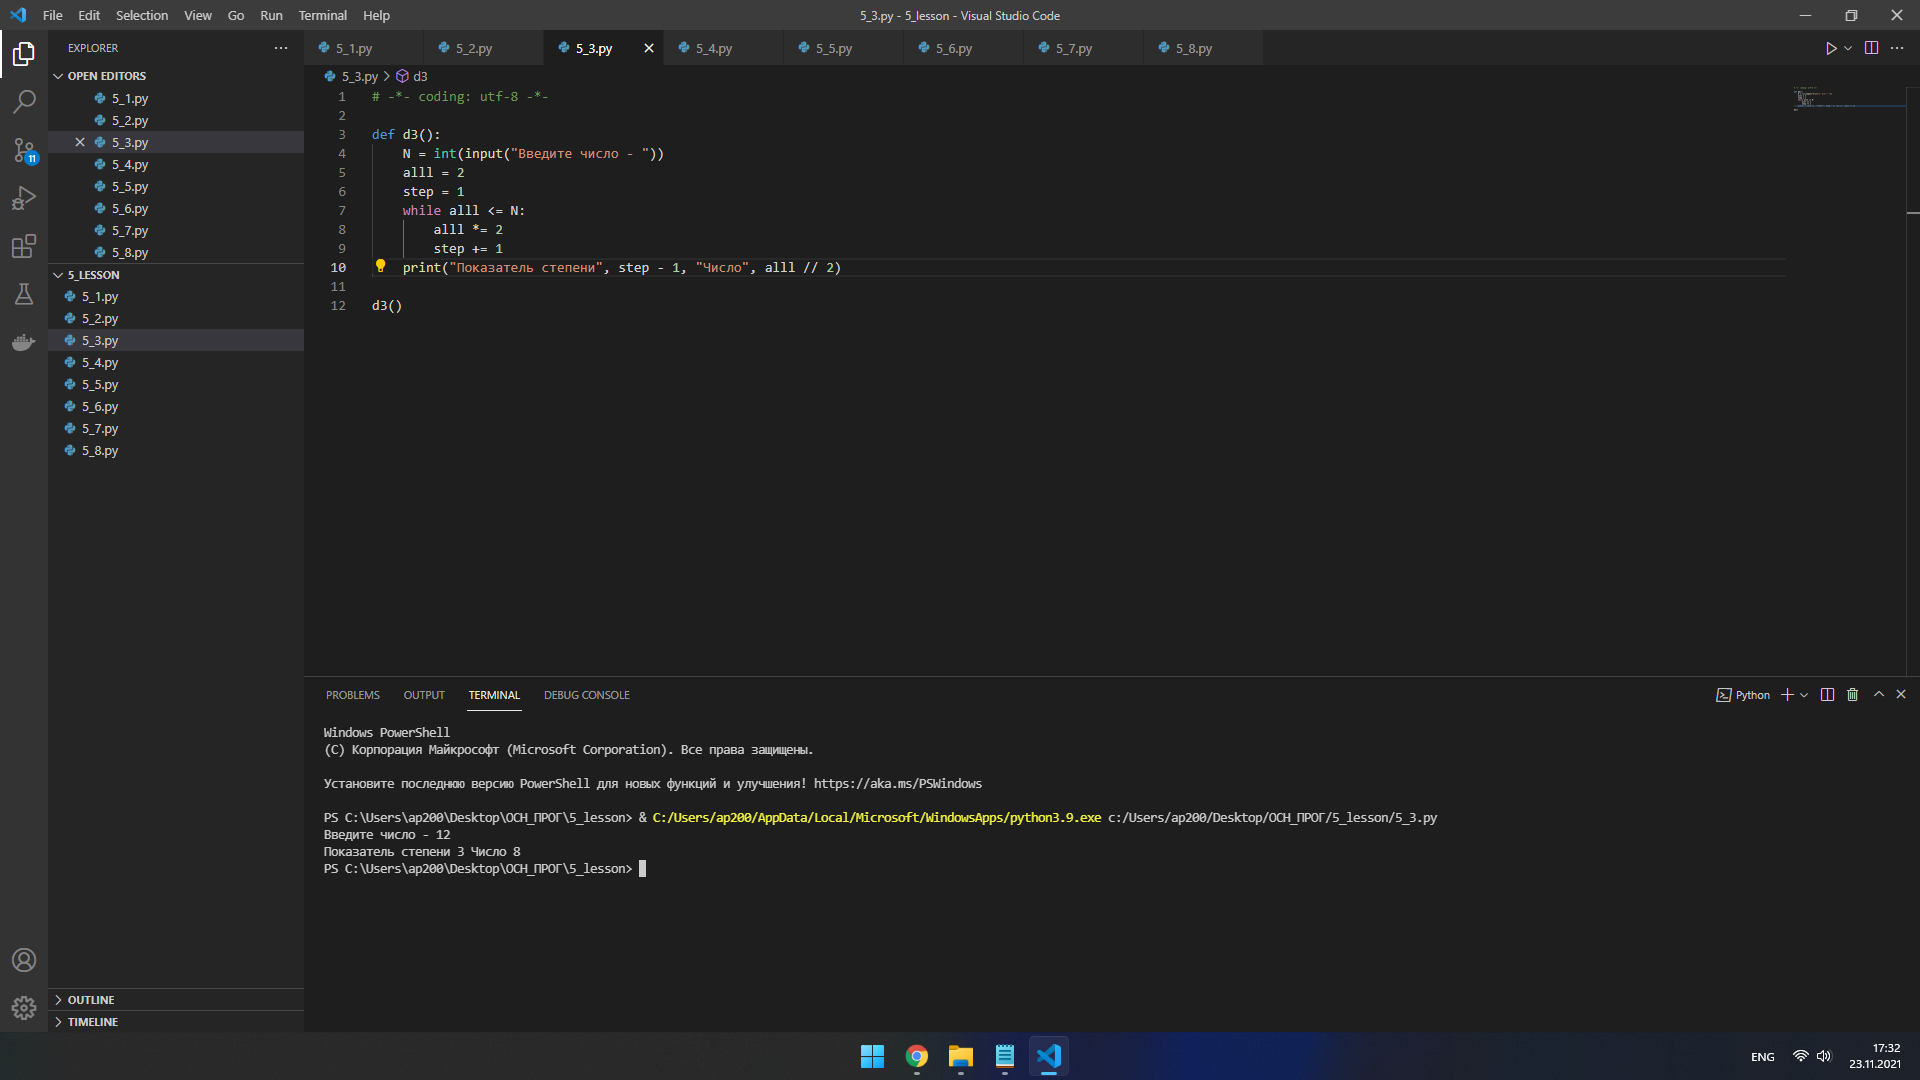 File Edit Selection View Go Run Terminal Help
5_3.py - 5_lesson - Visual Studio Code
EXPLORER
OPEN EDITORS
5_1.py
5_2.py
5_3.py
5_4.py
5_5.py
5_6.py
5_7.py
5_8.py
5_LESSON
5_1.py
5_2.py
5_3.py
5_4.py
5_5.py
5_6.py
5_7.py
5_8.py
OUTLINE
TIMELINE
11
5_1.py 5_2.py 5_3.py 5_4.py 5_5.py 5_6.py 5_7.py 5_8.py
5_3.py > d3
1 # -*- coding: utf-8 -*-
2
3 def d3():
4 N = int(input("Введите число - "))
5 alll = 2
6 step = 1
7 while alll <= N:
8 alll *= 2
9 step += 1
10 print("Показатель степени", step - 1, "Число", alll // 2)
11
12 d3()
PROBLEMS OUTPUT TERMINAL DEBUG CONSOLE
Python
Windows PowerShell
(C) Корпорация Майкрософт (Microsoft Corporation). Все права защищены.
Установите последнюю версию PowerShell для новых функций и улучшения! https://aka.ms/PSWindows
PS C:\Users\ap200\Desktop\ОСН_ПРОГ\5_lesson> & C:/Users/ap200/AppData/Local/Microsoft/WindowsApps/python3.9.exe c:/Users/ap200/Desktop/ОСН_ПРОГ/5_lesson/5_3.py
Введите число - 12
Показатель степени 3 Число 8
PS C:\Users\ap200\Desktop\ОСН_ПРОГ\5_lesson>
ENG
17:32
23.11.2021